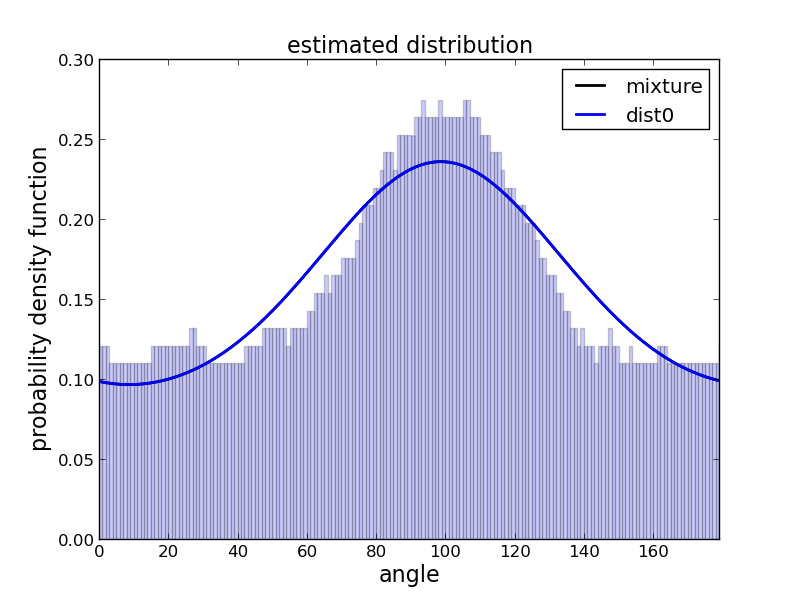 estimated distribution
mixture
dist0
probability density function
0.30
0.25
0.20
0.15
0.10
0.05
0.00
0 20 40 60 80 100 120 140 160
angle